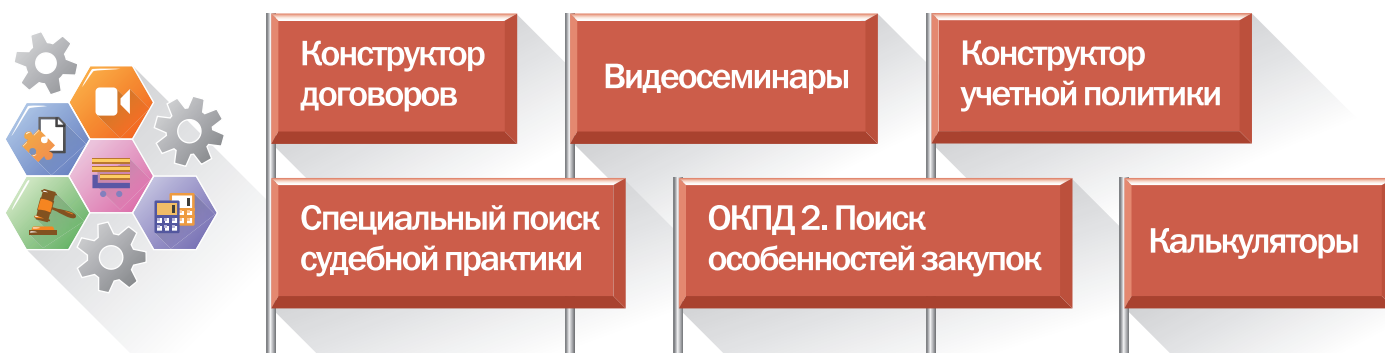 Конструктор
договоров
Видеосеминары
Конструктор
учетной политики
Специальный поиск
судебной практики
ОКПД 2. Поиск
особенностей закупок
Калькуляторы